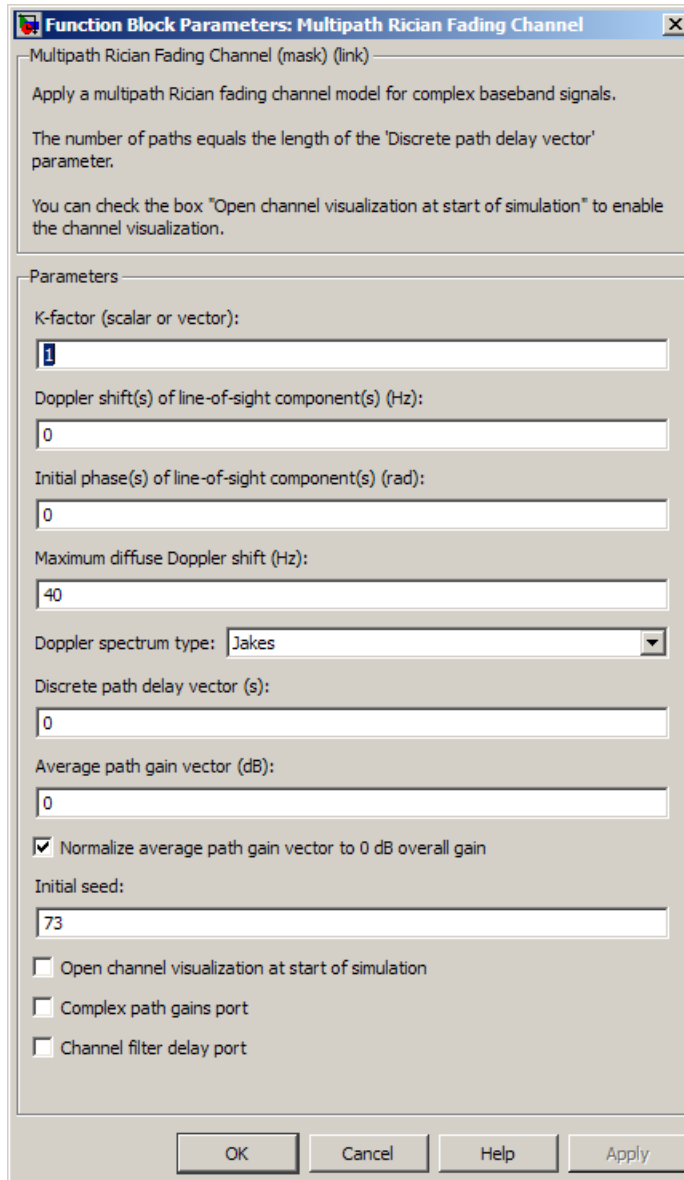 Function Block Parameters: Multipath Rician Fading Channel
Multipath Rician Fading Channel (mask) (link)
Apply a multipath Rician fading channel model for complex baseband signals.
The number of paths equals the length of the 'Discrete path delay vector'
parameter.
You can check the box "Open channel visualization at start of simulation" to enable
the channel visualization.
Parameters
K-factor (scalar or vector):
1
Doppler shift(s) of line-of-sight component(s) (Hz):
0
Initial phase(s) of line-of-sight component(s) (rad):
0
Maximum diffuse Doppler shift (Hz):
40
Doppler spectrum type: Jakes
Discrete path delay vector (s):
0
Average path gain vector (dB):
0
Normalize average path gain vector to 0 dB overall gain
Initial seed:
73
Open channel visualization at start of simulation
Complex path gains port
Channel filter delay port
OK Cancel Help Apply